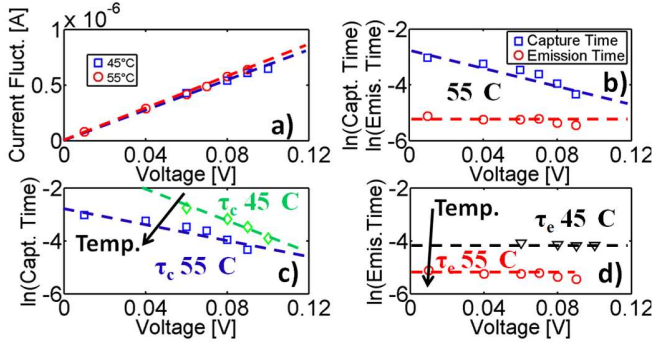 Current Fluct. [A]
1
x 10⁻⁶
0.5
0
0
0.04
0.08
0.12
Voltage [V]
45°C
55°C
a)
ln(Capt. Time)
ln(Emis. Time)
-2
-3
-4
-5
-6
0
0.04
0.08
0.12
Voltage [V]
Capture Time
Emission Time
55 C
b)
ln(Capt. Time)
-2
-4
-6
0
0.04
0.08
0.12
Voltage [V]
Temp.
τc 45 C
τc 55 C
c)
ln(Emis.Time)
-2
-4
-6
0
0.04
0.08
0.12
Voltage [V]
Temp.
τe 45 C
τe 55 C
d)